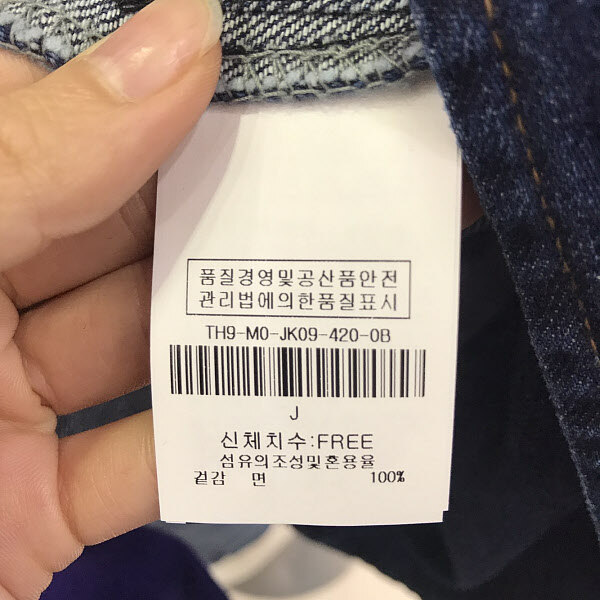 품질경영및공산품안전
관리법에의한품질표시
TH9-M0-JK09-420-0B
J
신체치수:FREE
섬유의조성및혼용율
겉감 면 100%